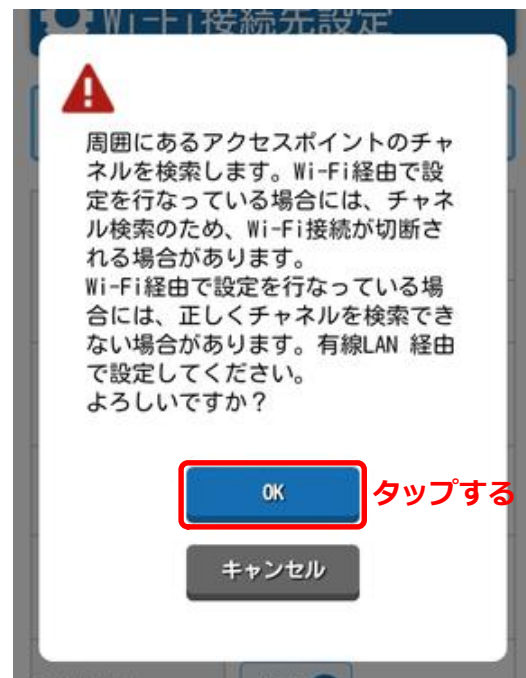 Wi-Fi接続先設定
周囲にあるアクセスポイントのチャ
ネルを検索します。Wi-Fi経由で設
定を行なっている場合には、チャネ
ル検索のため、Wi-Fi接続が切断さ
れる場合があります。
Wi-Fi経由で設定を行なっている場
合には、正しくチャネルを検索でき
ない場合があります。有線LAN 経由
で設定してください。
よろしいですか？
OK
タップする
キャンセル